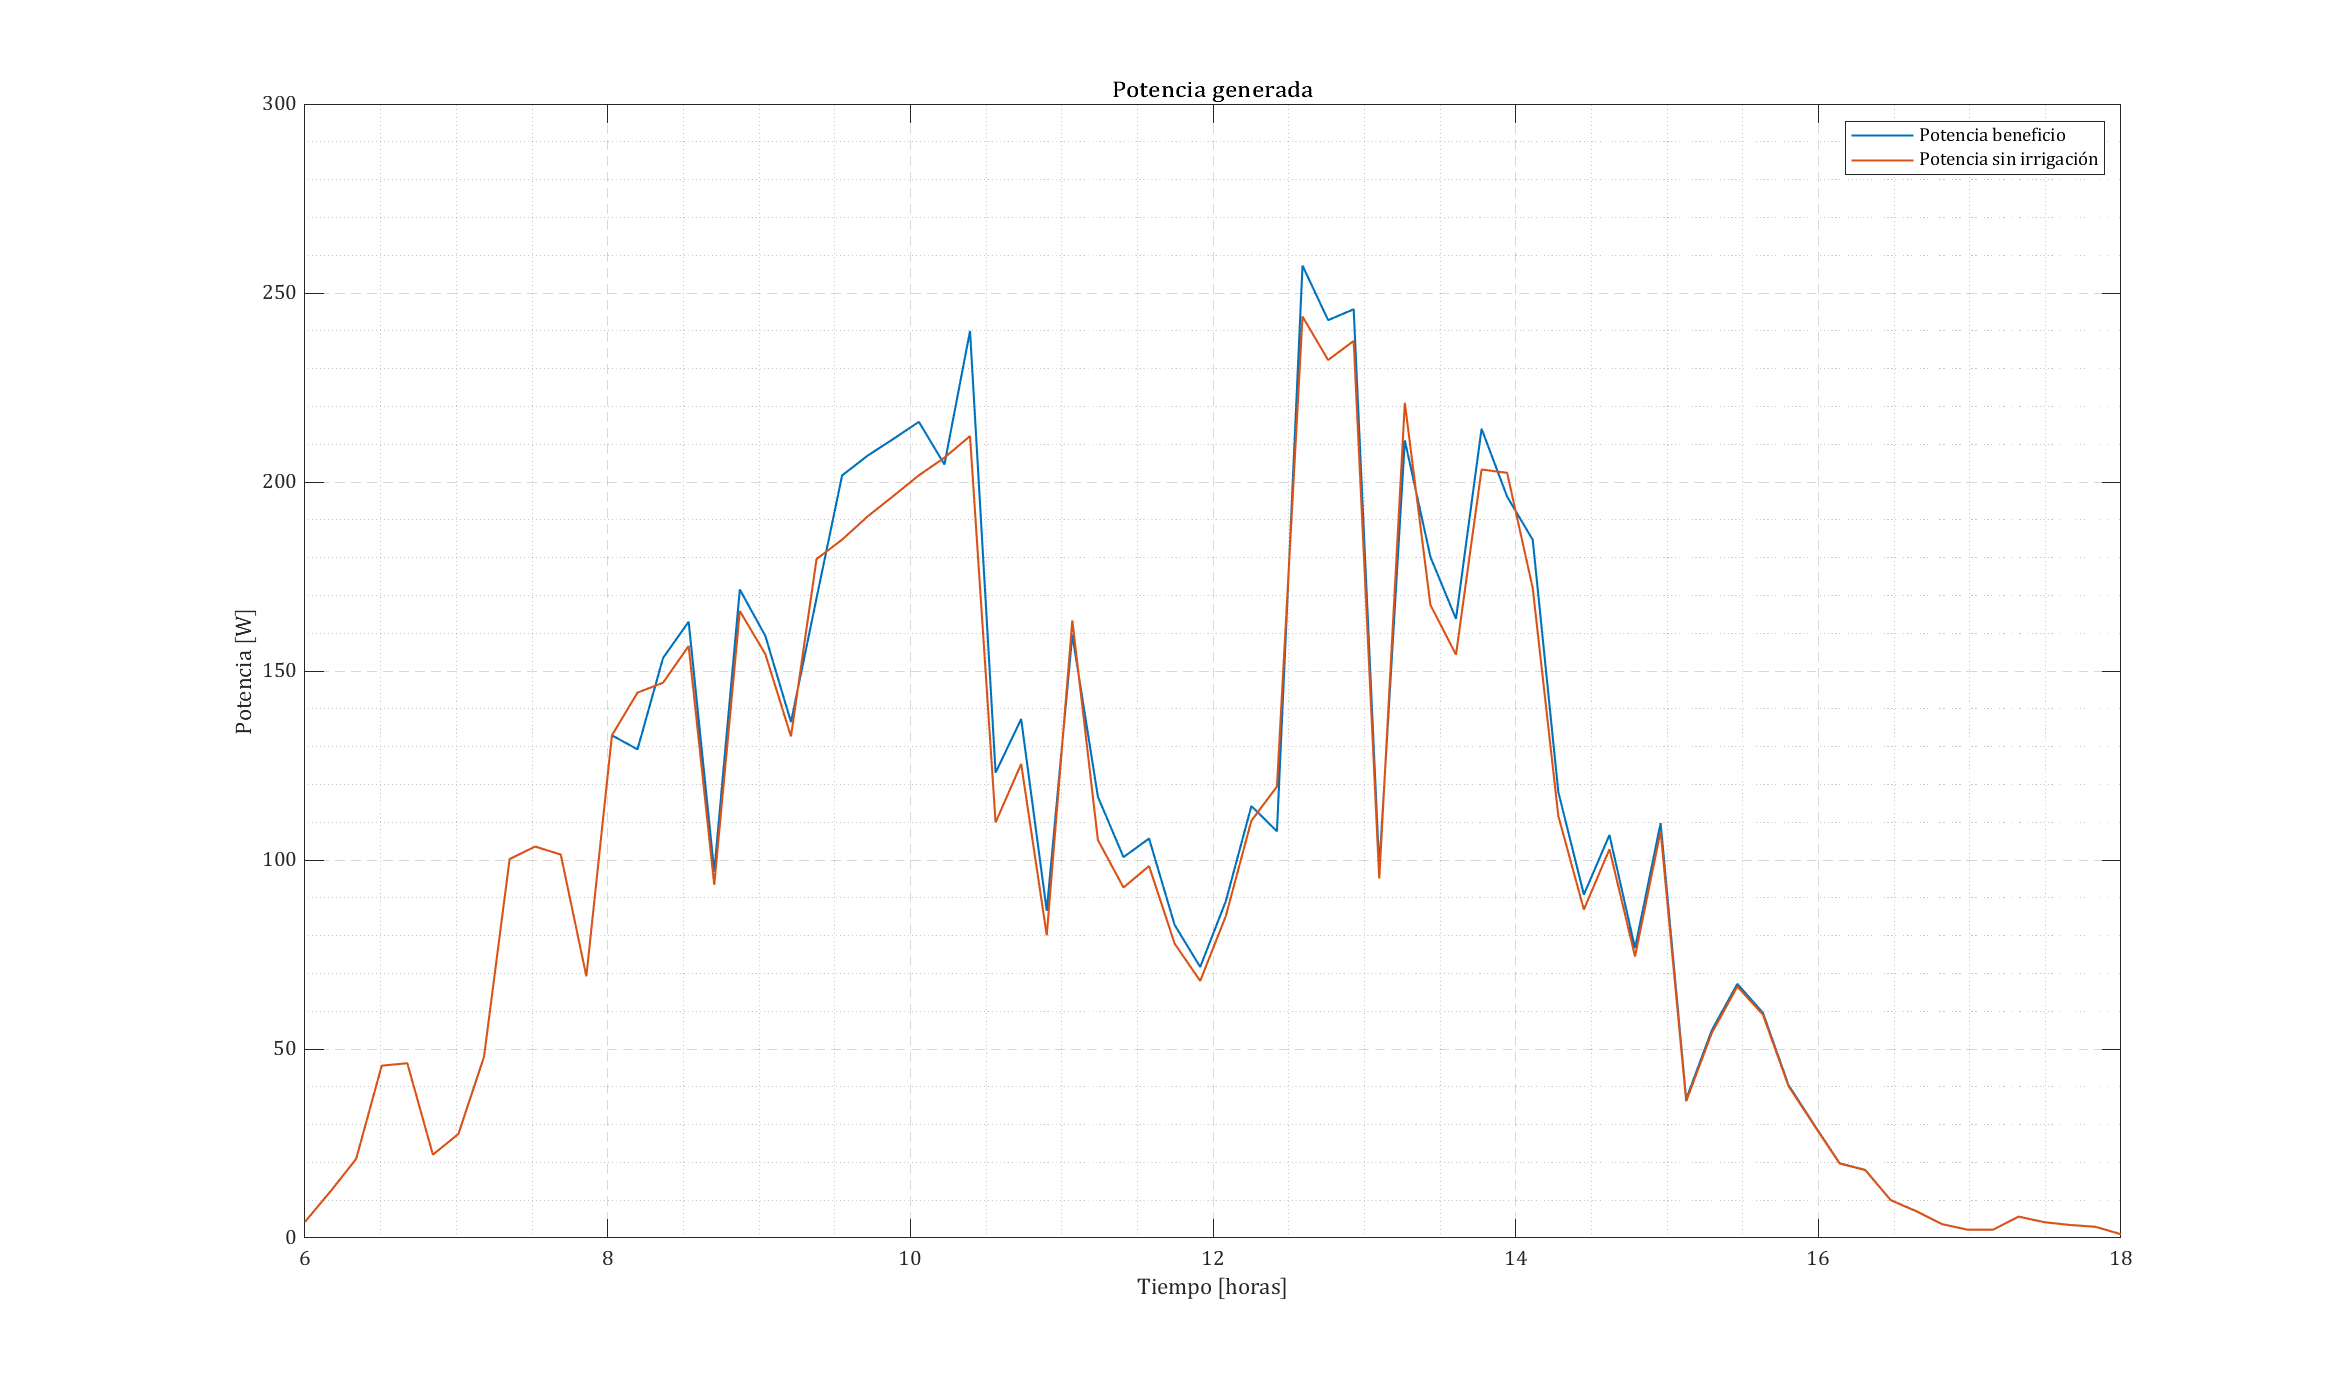 Potencia generada
300
250
200
150
100
50
0
Potencia [W]
Potencia beneficio
Potencia sin irrigación
6 8 10 12 14 16 18
Tiempo [horas]